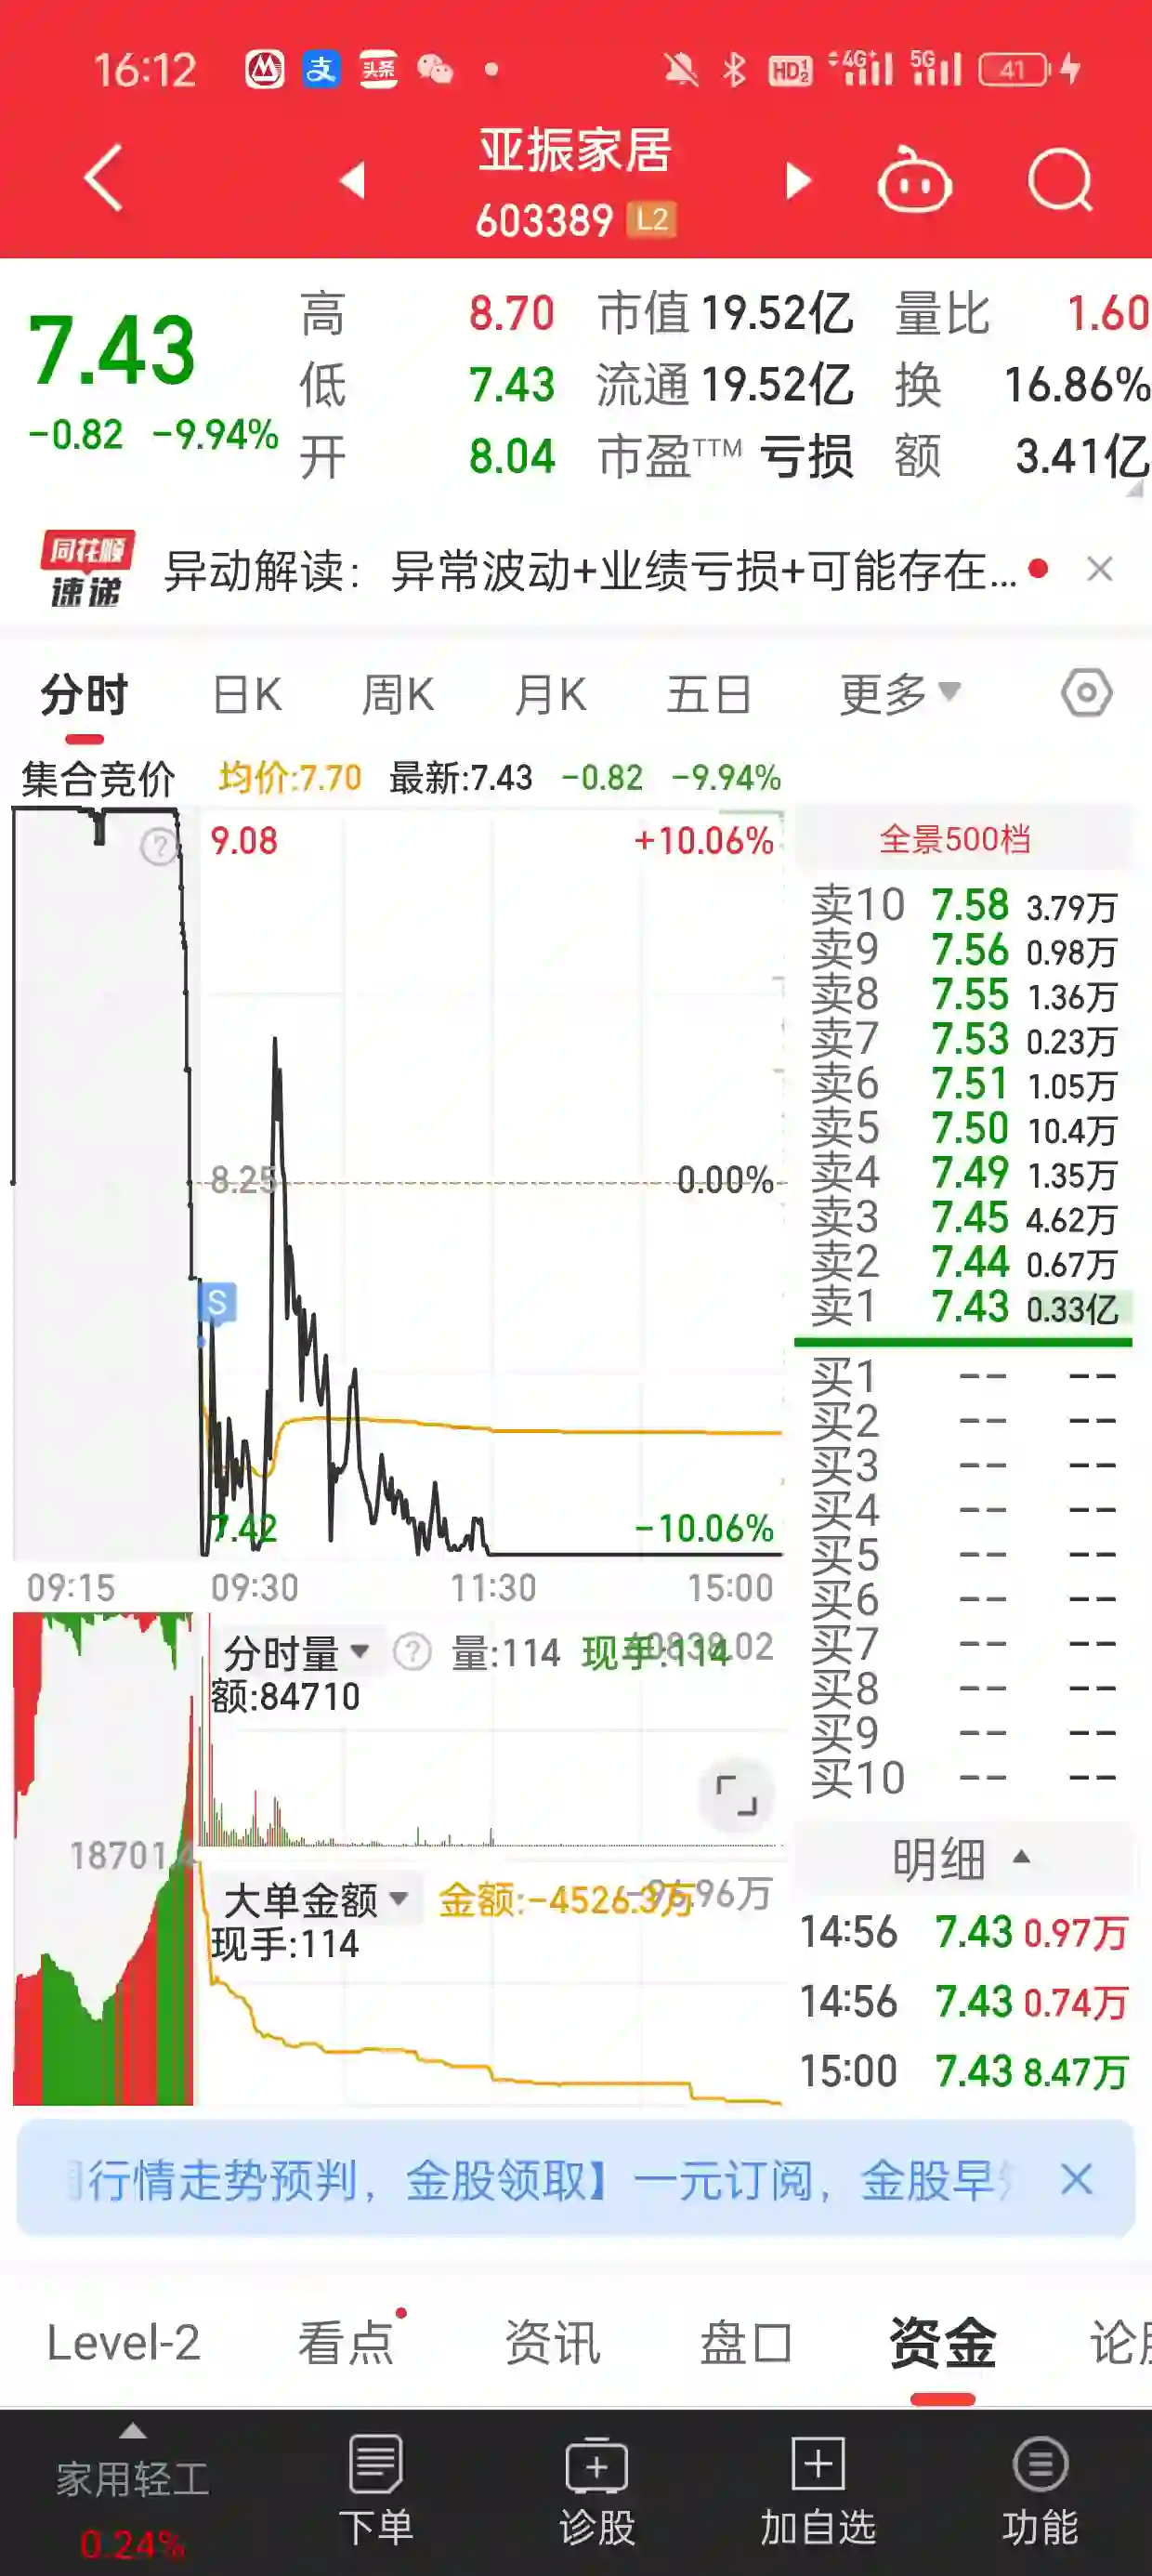 16:12 支 头条 HD 4G+ 5G 41
亚振家居
603389 L2
7.43
-0.82 -9.94%
高 8.70 市值 19.52亿 量比 1.60
低 7.43 流通 19.52亿 换 16.86%
开 8.04 市盈TTM 亏损 额 3.41亿
同花顺
速递
异动解读：异常波动+业绩亏损+可能存在...
分时 日K 周K 月K 五日 更多
集合竞价 均价:7.70 最新:7.43 -0.82 -9.94%
9.08 +10.06%
8.25 0.00%
S
7.42 -10.06%
09:15 09:30 11:30 15:00
全景500档
卖10 7.58 3.79万
卖9 7.56 0.98万
卖8 7.55 1.36万
卖7 7.53 0.23万
卖6 7.51 1.05万
卖5 7.50 10.4万
卖4 7.49 1.35万
卖3 7.45 4.62万
卖2 7.44 0.67万
卖1 7.43 0.33亿
买1 -- --
买2 -- --
买3 -- --
买4 -- --
买5 -- --
买6 -- --
买7 -- --
买8 -- --
买9 -- --
买10 -- --
分时量 量:114 现手:114
额:84710
18701.4
大单金额 金额:-4526.3万
现手:114
明细
14:56 7.43 0.97万
14:56 7.43 0.74万
15:00 7.43 8.47万
行情走势预判，金股领取】一元订阅，金股早
Level-2 看点 资讯 盘口 资金 论股
家用轻工 下单 诊股 加自选 功能
0.24%